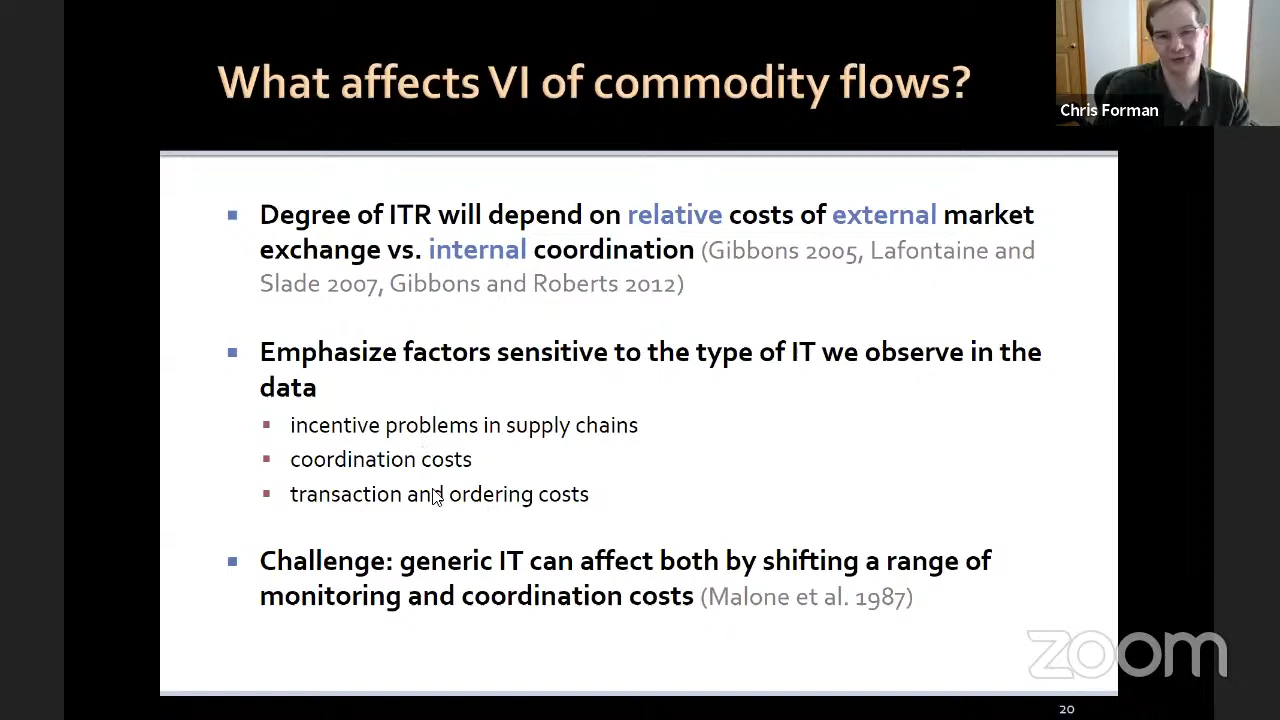 What affects VI of commodity flows?
Chris Forman
▪ Degree of ITR will depend on relative costs of external market
exchange vs. internal coordination (Gibbons 2005, Lafontaine and
Slade 2007, Gibbons and Roberts 2012)
▪ Emphasize factors sensitive to the type of IT we observe in the
data
▪ incentive problems in supply chains
▪ coordination costs
▪ transaction and ordering costs
▪ Challenge: generic IT can affect both by shifting a range of
monitoring and coordination costs (Malone et al. 1987)
zoom
20